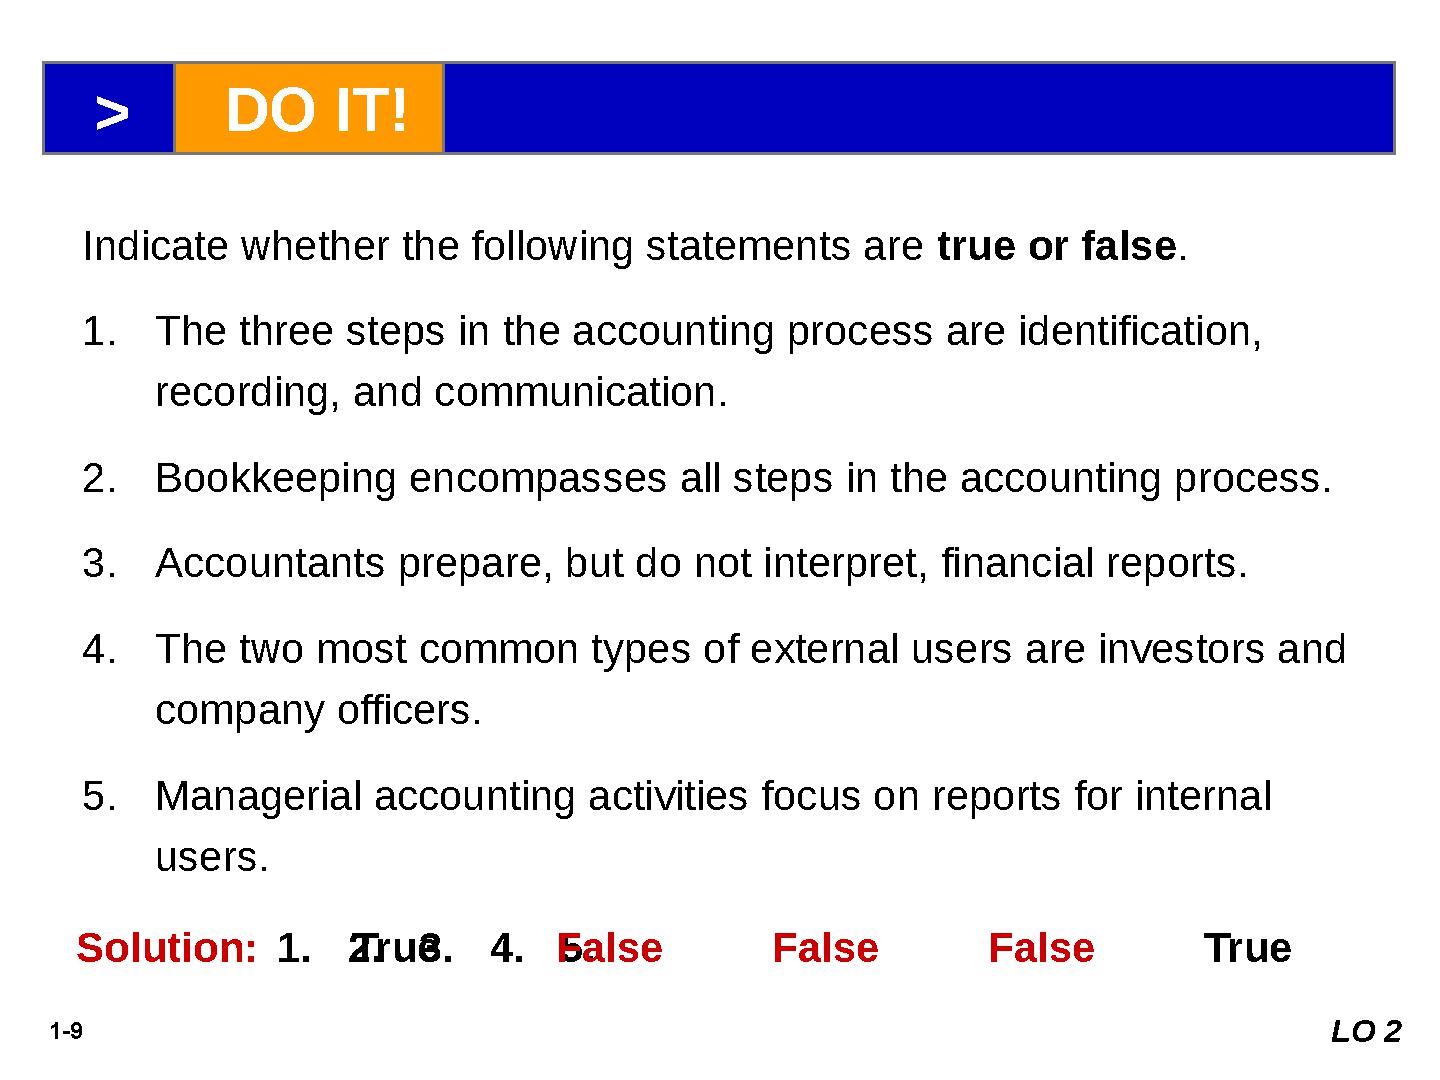 > DO IT!
Indicate whether the following statements are true or false.
1. The three steps in the accounting process are identification,
recording, and communication.
2. Bookkeeping encompasses all steps in the accounting process.
3. Accountants prepare, but do not interpret, financial reports.
4. The two most common types of external users are investors and
company officers.
5. Managerial accounting activities focus on reports for internal
users.
Solution: 1. 2. True 3. 4. 5. False False False True
1-9 LO 2